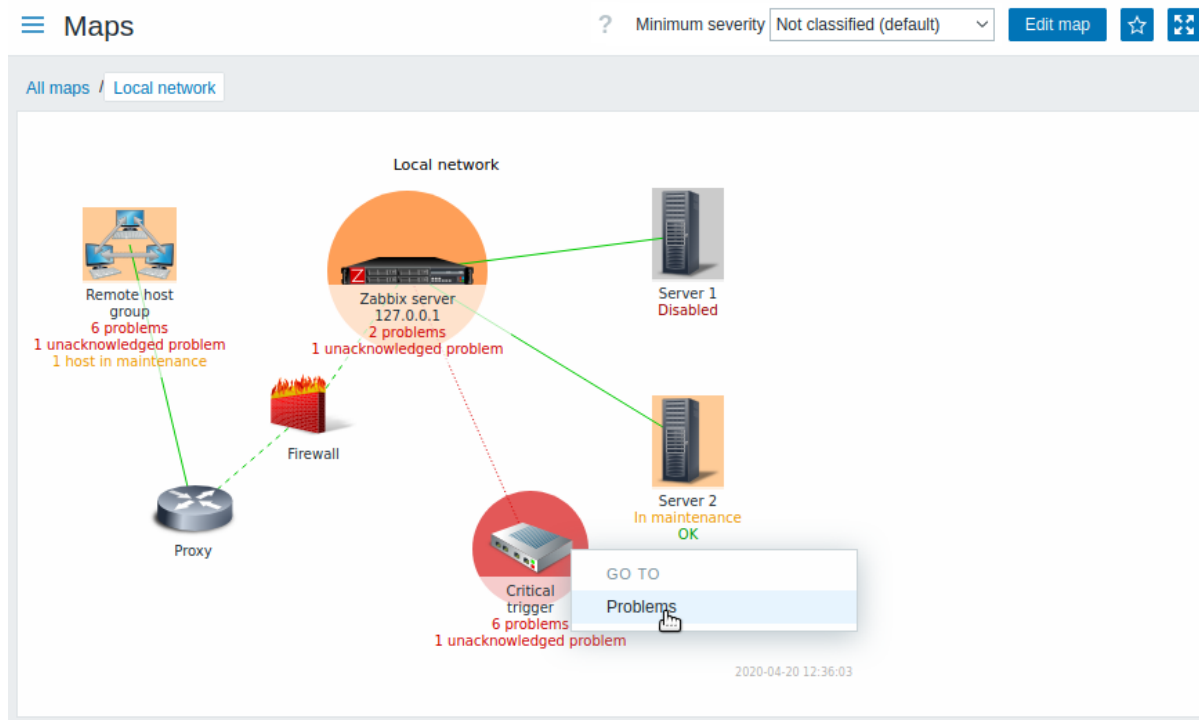 Maps
?
Minimum severity
Not classified (default)
Edit map
All maps / Local network
Local network
Remote host
group
6 problems
1 unacknowledged problem
1 host in maintenance
Z
Zabbix server
127.0.0.1
2 problems
1 unacknowledged problem
Server 1
Disabled
Firewall
Proxy
Server 2
In maintenance
OK
Critical
trigger
6 problems
1 unacknowledged problem
GO TO
Problems
2020-04-20 12:36:03